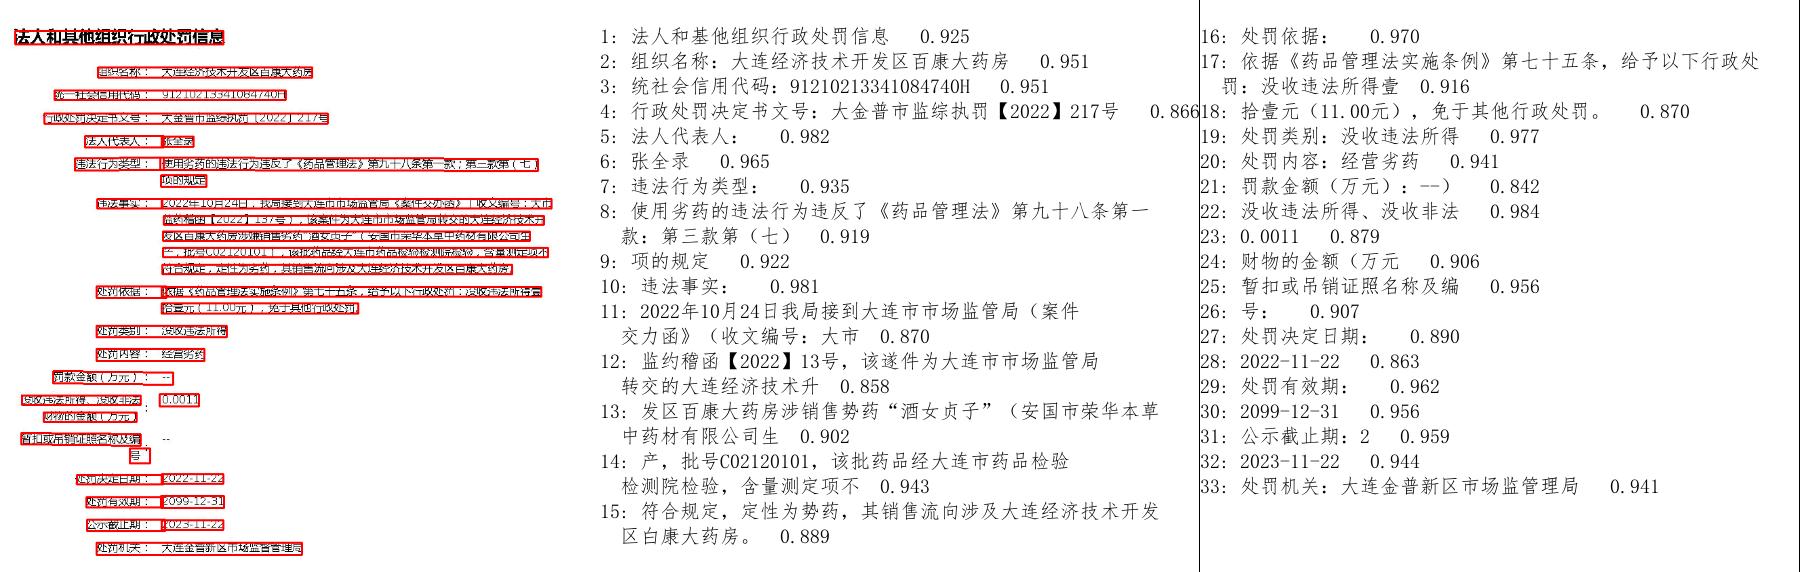 法人和其他组织行政处罚信息
组织名称： 大连经济技术开发区百康大药房
统一社会信用代码： 91210213341084740H
行政处罚决定书文号： 大金普市监综执罚〔2022〕217号
法人代表人： 张全录
违法行为类型： 使用劣药的违法行为违反了《药品管理法》第九十八条第一款；第三款第（七）
项的规定
违法事实： 2022年10月24日，我局接到大连市市场监管局《案件交办函》（收文编号：大市
监药稽函【2022】137号），该案件为大连市市场监管局转交的大连经济技术开
发区百康大药房涉嫌销售劣药“酒女贞子”（安国市荣华本草中药材有限公司生
产，批号C02120101），该批药品经大连市药品检验检测院检验，含量测定项不
符合规定，定性为劣药，其销售流向涉及大连经济技术开发区百康大药房。
处罚依据： 依据《药品管理法实施条例》第七十五条，给予以下行政处罚：没收违法所得壹
拾壹元（11.00元），免于其他行政处罚。
处罚类别： 没收违法所得
处罚内容： 经营劣药
罚款金额（万元）： --
没收违法所得、没收非法
财物的金额（万元）： 0.0011
暂扣或吊销证照名称及编
号： --
处罚决定日期： 2022-11-22
处罚有效期： 2099-12-31
公示截止期： 2023-11-22
处罚机关： 大连金普新区市场监督管理局
1: 法人和基他组织行政处罚信息 0.925
2: 组织名称: 大连经济技术开发区百康大药房 0.951
3: 统社会信用代码: 91210213341084740H 0.951
4: 行政处罚决定书文号: 大金普市监综执罚【2022】217号 0.866
5: 法人代表人: 0.982
6: 张全录 0.965
7: 违法行为类型: 0.935
8: 使用劣药的违法行为违反了《药品管理法》第九十八条第一
款: 第三款第（七） 0.919
9: 项的规定 0.922
10: 违法事实: 0.981
11: 2022年10月24日我局接到大连市市场监管局（案件
交力函》（收文编号: 大市 0.870
12: 监约稽函【2022】13号, 该遂件为大连市市场监管局
转交的大连经济技术升 0.858
13: 发区百康大药房涉销售势药“酒女贞子”（安国市荣华本草
中药材有限公司生 0.902
14: 产, 批号C02120101, 该批药品经大连市药品检验
检测院检验, 含量测定项不 0.943
15: 符合规定, 定性为势药, 其销售流向涉及大连经济技术开发
区白康大药房。 0.889
16: 处罚依据: 0.970
17: 依据《药品管理法实施条例》第七十五条, 给予以下行政处
罚: 没收违法所得壹 0.916
18: 拾壹元（11.00元）, 免于其他行政处罚。 0.870
19: 处罚类别: 没收违法所得 0.977
20: 处罚内容: 经营劣药 0.941
21: 罚款金额（万元）: --） 0.842
22: 没收违法所得、没收非法 0.984
23: 0.0011 0.879
24: 财物的金额（万元 0.906
25: 暂扣或吊销证照名称及编 0.956
26: 号: 0.907
27: 处罚决定日期: 0.890
28: 2022-11-22 0.863
29: 处罚有效期: 0.962
30: 2099-12-31 0.956
31: 公示截止期: 2 0.959
32: 2023-11-22 0.944
33: 处罚机关: 大连金普新区市场监管理局 0.941